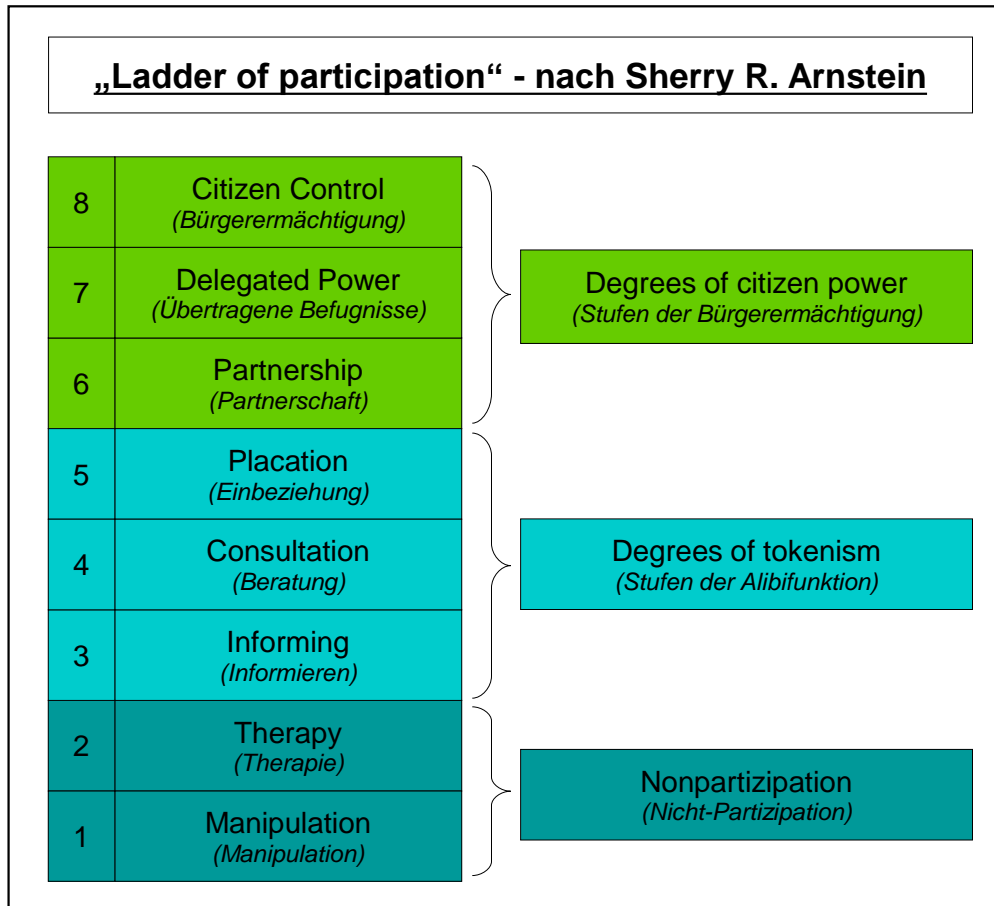 „Ladder of participation“ - nach Sherry R. Arnstein
8
Citizen Control
(Bürgerermächtigung)
7
Delegated Power
(Übertragene Befugnisse)
6
Partnership
(Partnerschaft)
Degrees of citizen power
(Stufen der Bürgerermächtigung)
5
Placation
(Einbeziehung)
4
Consultation
(Beratung)
3
Informing
(Informieren)
Degrees of tokenism
(Stufen der Alibifunktion)
2
Therapy
(Therapie)
1
Manipulation
(Manipulation)
Nonpartizipation
(Nicht-Partizipation)